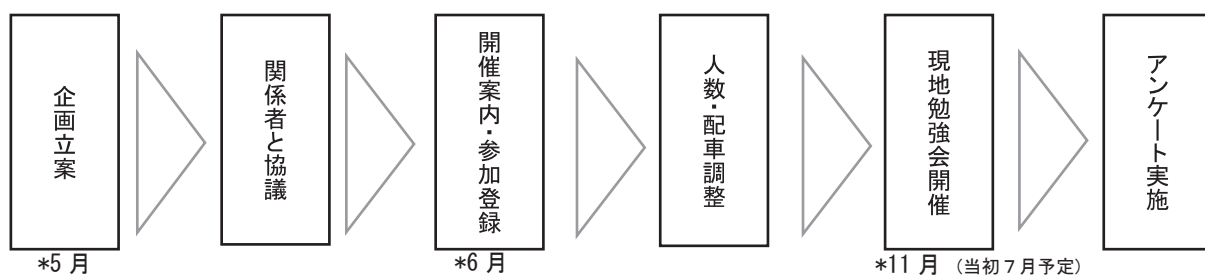 企画立案
関係者と協議
開催案内・参加登録
人数・配車調整
現地勉強会開催
アンケート実施
*5 月
*6 月
*11 月 (当初７月予定)